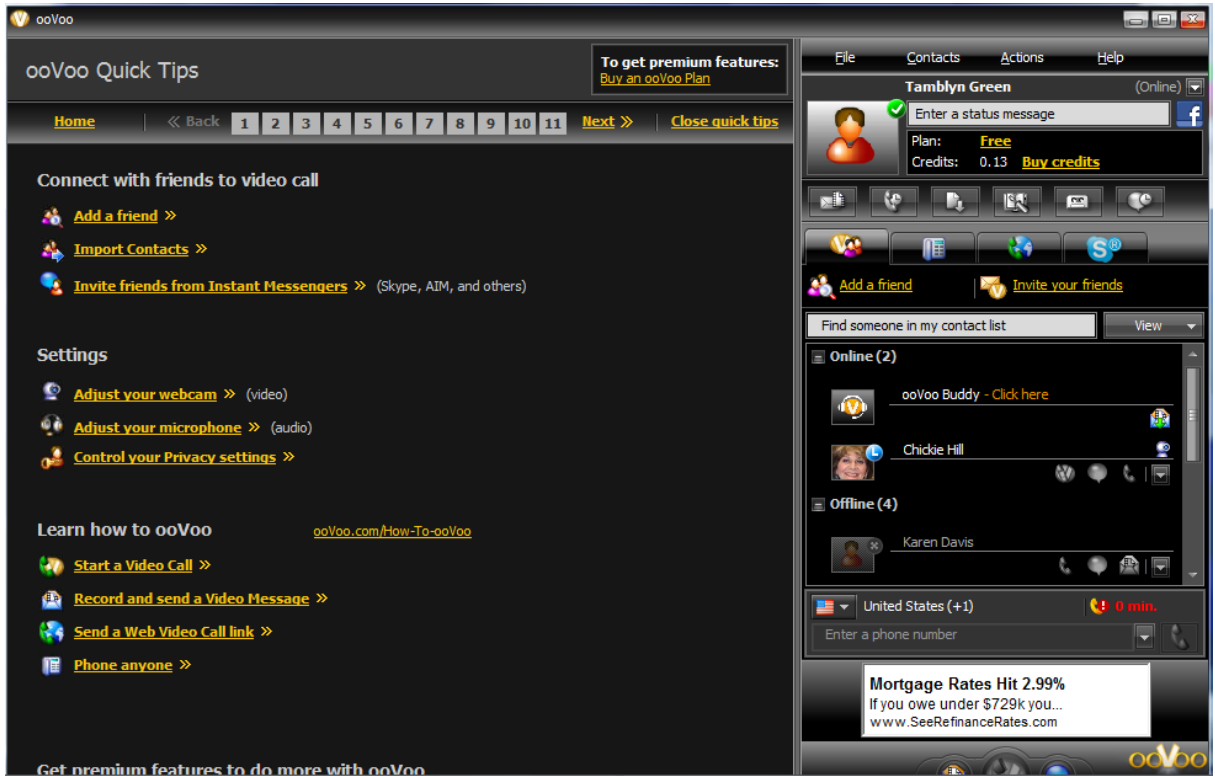 ooVoo
ooVoo Quick Tips
To get premium features:
Buy an ooVoo Plan
Home « Back 1 2 3 4 5 6 7 8 9 10 11 Next » Close quick tips
Connect with friends to video call
Add a friend »
Import Contacts »
Invite friends from Instant Messengers » (Skype, AIM, and others)
Settings
Adjust your webcam » (video)
Adjust your microphone » (audio)
Control your Privacy settings »
Learn how to ooVoo ooVoo.com/How-To-ooVoo
Start a Video Call »
Record and send a Video Message »
Send a Web Video Call link »
Phone anyone »
Get premium features to do more with ooVoo
File Contacts Actions Help
Tamblyn Green (Online)
Enter a status message
Plan: Free
Credits: 0.13 Buy credits
Add a friend Invite your friends
Find someone in my contact list View
Online (2)
ooVoo Buddy - Click here
Chickie Hill
Offline (4)
Karen Davis
United States (+1) 0 min.
Enter a phone number
Mortgage Rates Hit 2.99%
If you owe under $729k you...
www.SeeRefinanceRates.com
ooVoo